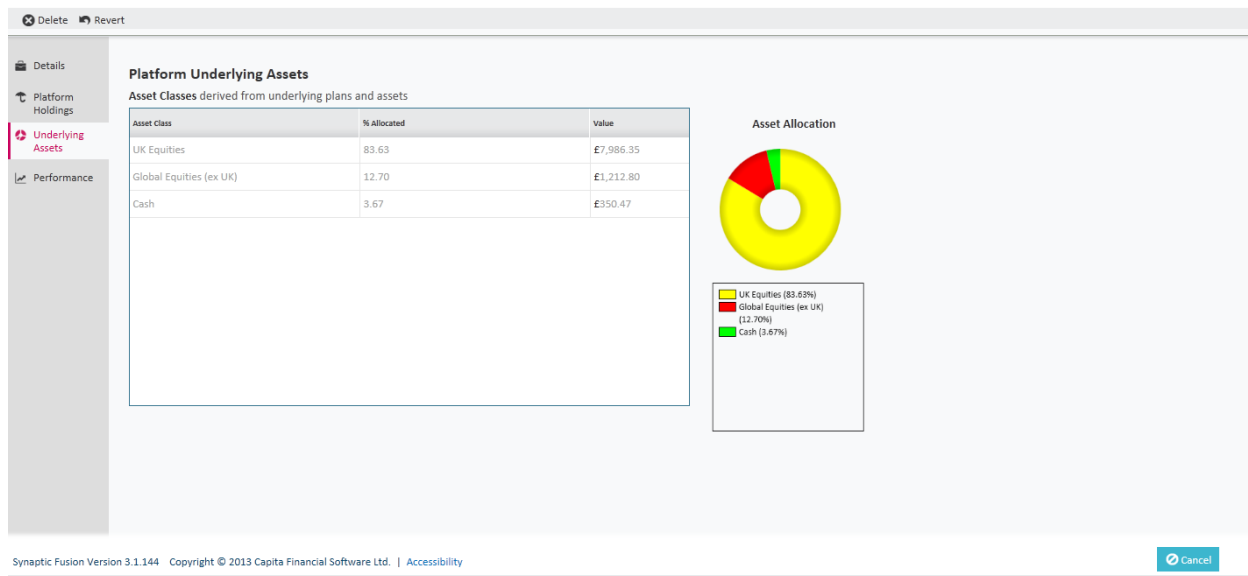 Delete Revert
Details
Platform
Holdings
Underlying
Assets
Performance
Platform Underlying Assets
Asset Classes derived from underlying plans and assets
Asset Class % Allocated Value
UK Equities 83.63 £7,986.35
Global Equities (ex UK) 12.70 £1,212.80
Cash 3.67 £350.47
Asset Allocation
UK Equities (83.63%)
Global Equities (ex UK)
(12.70%)
Cash (3.67%)
Synaptic Fusion Version 3.1.144 Copyright © 2013 Capita Financial Software Ltd. | Accessibility
Cancel